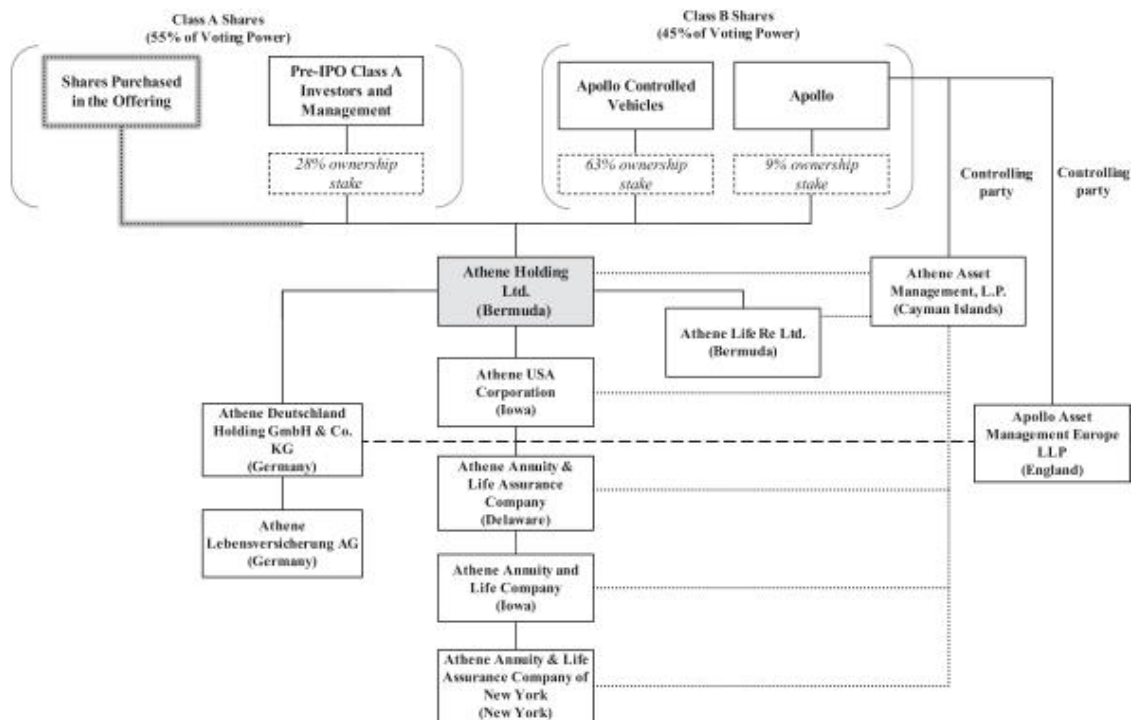 Class A Shares
(55% of Voting Power)
Class B Shares
(45% of Voting Power)
Shares Purchased
in the Offering
Pre-IPO Class A
Investors and
Management
Apollo Controlled
Vehicles
Apollo
28% ownership
stake
63% ownership
stake
9% ownership
stake
Controlling
party
Controlling
party
Athene Holding
Ltd.
(Bermuda)
Athene Asset
Management, L.P.
(Cayman Islands)
Athene Life Re Ltd.
(Bermuda)
Athene USA
Corporation
(Iowa)
Athene Deutschland
Holding GmbH & Co.
KG
(Germany)
Apollo Asset
Management Europe
LLP
(England)
Athene Annuity &
Life Assurance
Company
(Delaware)
Athene
Lebensversicherung AG
(Germany)
Athene Annuity and
Life Company
(Iowa)
Athene Annuity & Life
Assurance Company of
New York
(New York)